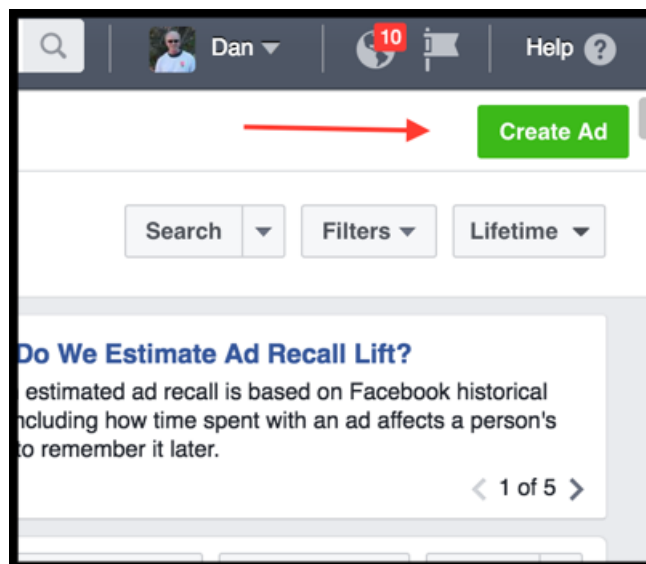 Dan
10
Help ?
Create Ad
Search Filters Lifetime
Do We Estimate Ad Recall Lift?
estimated ad recall is based on Facebook historical
ncluding how time spent with an ad affects a person's
to remember it later.
1 of 5